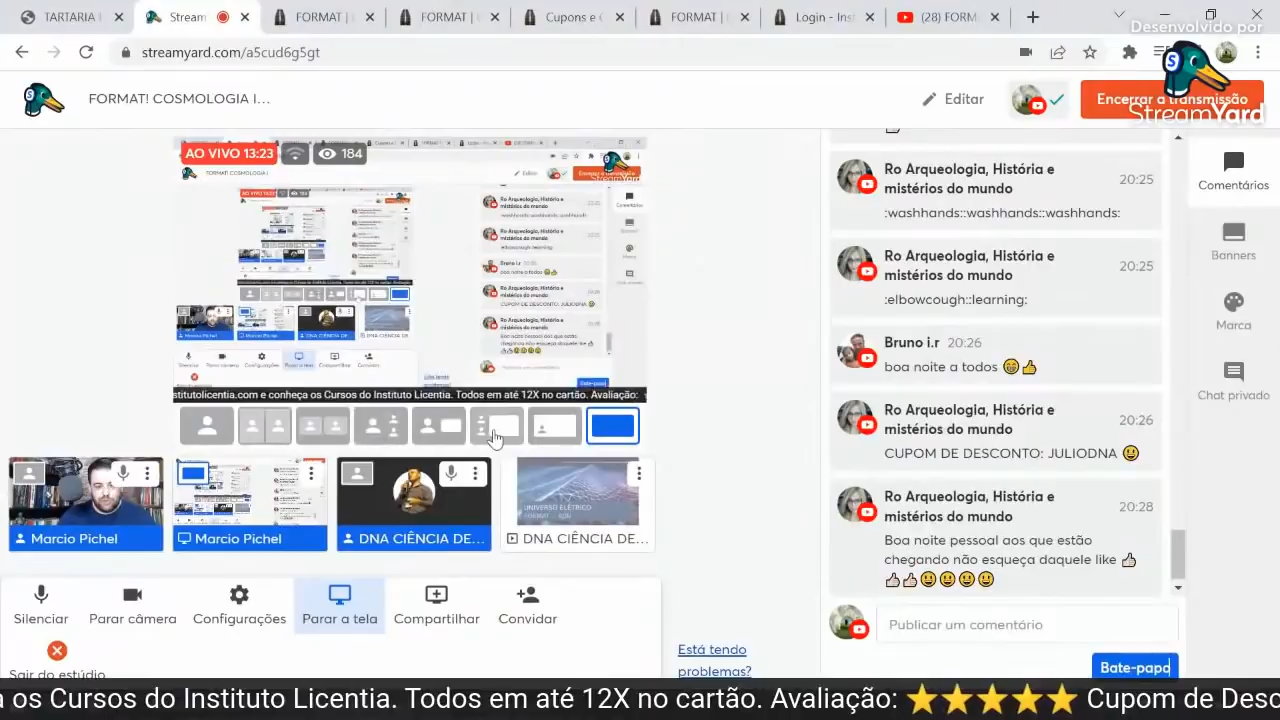 TARTARIA
Stream
FORMAT |
FORMAT |
Cupons e
FORMAT |
Login - Ins
(28) FORM
Desenvolvido por
streamyard.com/a5cud6g5gt
FORMAT! COSMOLOGIA I...
Editar
Encerrar a transmissão
StreamYard
AO VIVO 13:23
184
Ro Arqueologia, História e
mistérios do mundo
20:25
:washhands::washhands::washhands:
Ro Arqueologia, História e
mistérios do mundo
20:25
:elbowcough::learning:
Bruno i.r 20:26
boa noite a todos 😀👍
Ro Arqueologia, História e
mistérios do mundo
20:26
CUPOM DE DESCONTO: JULIODNA 😃
Ro Arqueologia, História e
mistérios do mundo
20:28
Boa noite pessoal aos que estão
chegando não esqueça daquele like 👍
👍👍😃😃😃😃
Publicar um comentário
Bate-papo
Comentários
Banners
Marca
Chat privado
stitutolicentia.com e conheça os Cursos do Instituto Licentia. Todos em até 12X no cartão. Avaliação:
Marcio Pichel
Marcio Pichel
DNA CIÊNCIA DE...
UNIVERSO ELÉTRICO
DNA CIÊNCIA DE...
Silenciar
Parar câmera
Configurações
Parar a tela
Compartilhar
Convidar
Sair do estúdio
Está tendo
problemas?
a os Cursos do Instituto Licentia. Todos em até 12X no cartão. Avaliação: ⭐⭐⭐⭐⭐ Cupom de Desc